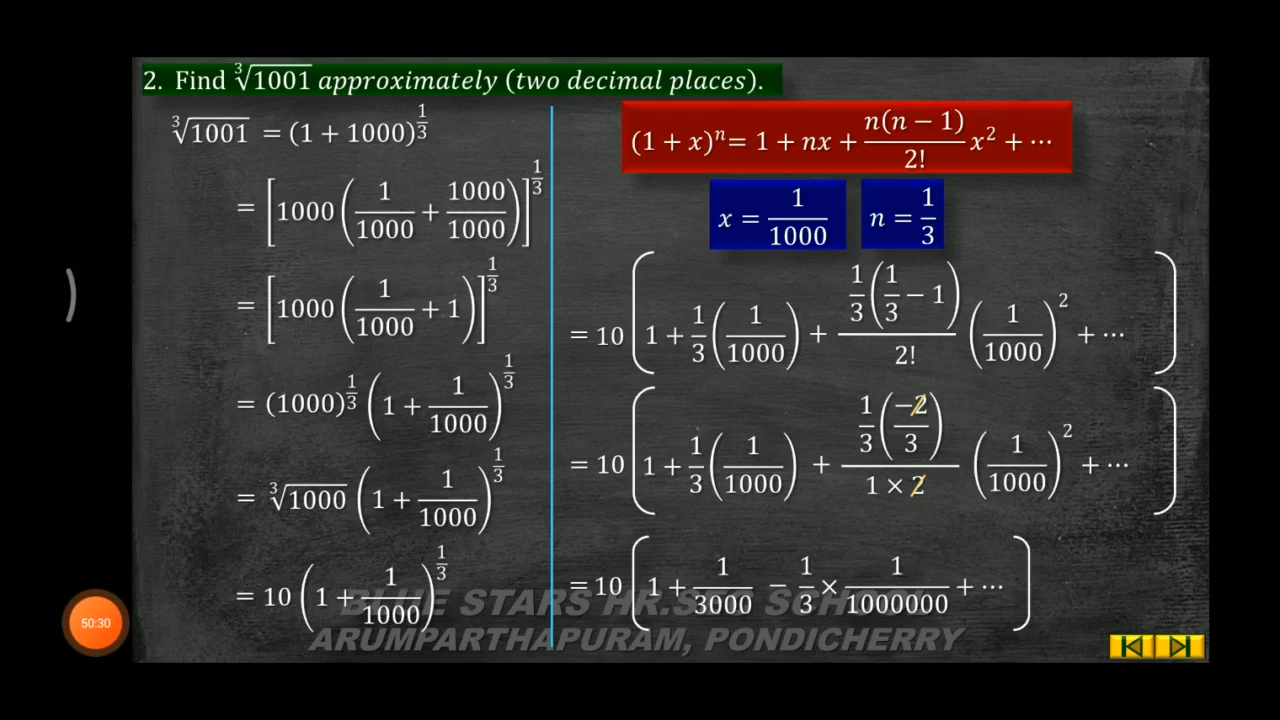 2. Find ∛1001 approximately (two decimal places).
∛1001 = (1 + 1000)^(1/3)
= [1000(1/1000 + 1000/1000)]^(1/3)
= [1000(1/1000 + 1)]^(1/3)
= (1000)^(1/3) (1 + 1/1000)^(1/3)
= ∛1000 (1 + 1/1000)^(1/3)
= 10 (1 + 1/1000)^(1/3)
(1 + x)^n = 1 + nx + n(n − 1)/2! x² + ⋯
x = 1/1000 n = 1/3
= 10 (1 + 1/3(1/1000) + (1/3(1/3 − 1))/2! (1/1000)² + ⋯)
= 10 (1 + 1/3(1/1000) + (1/3(−2/3))/(1 × 2) (1/1000)² + ⋯)
= 10 (1 + 1/3000 − 1/3 × 1/1000000 + ⋯)
BLUE STARS HR.SEC SCHOOL
ARUMPARTHAPURAM, PONDICHERRY
50:30